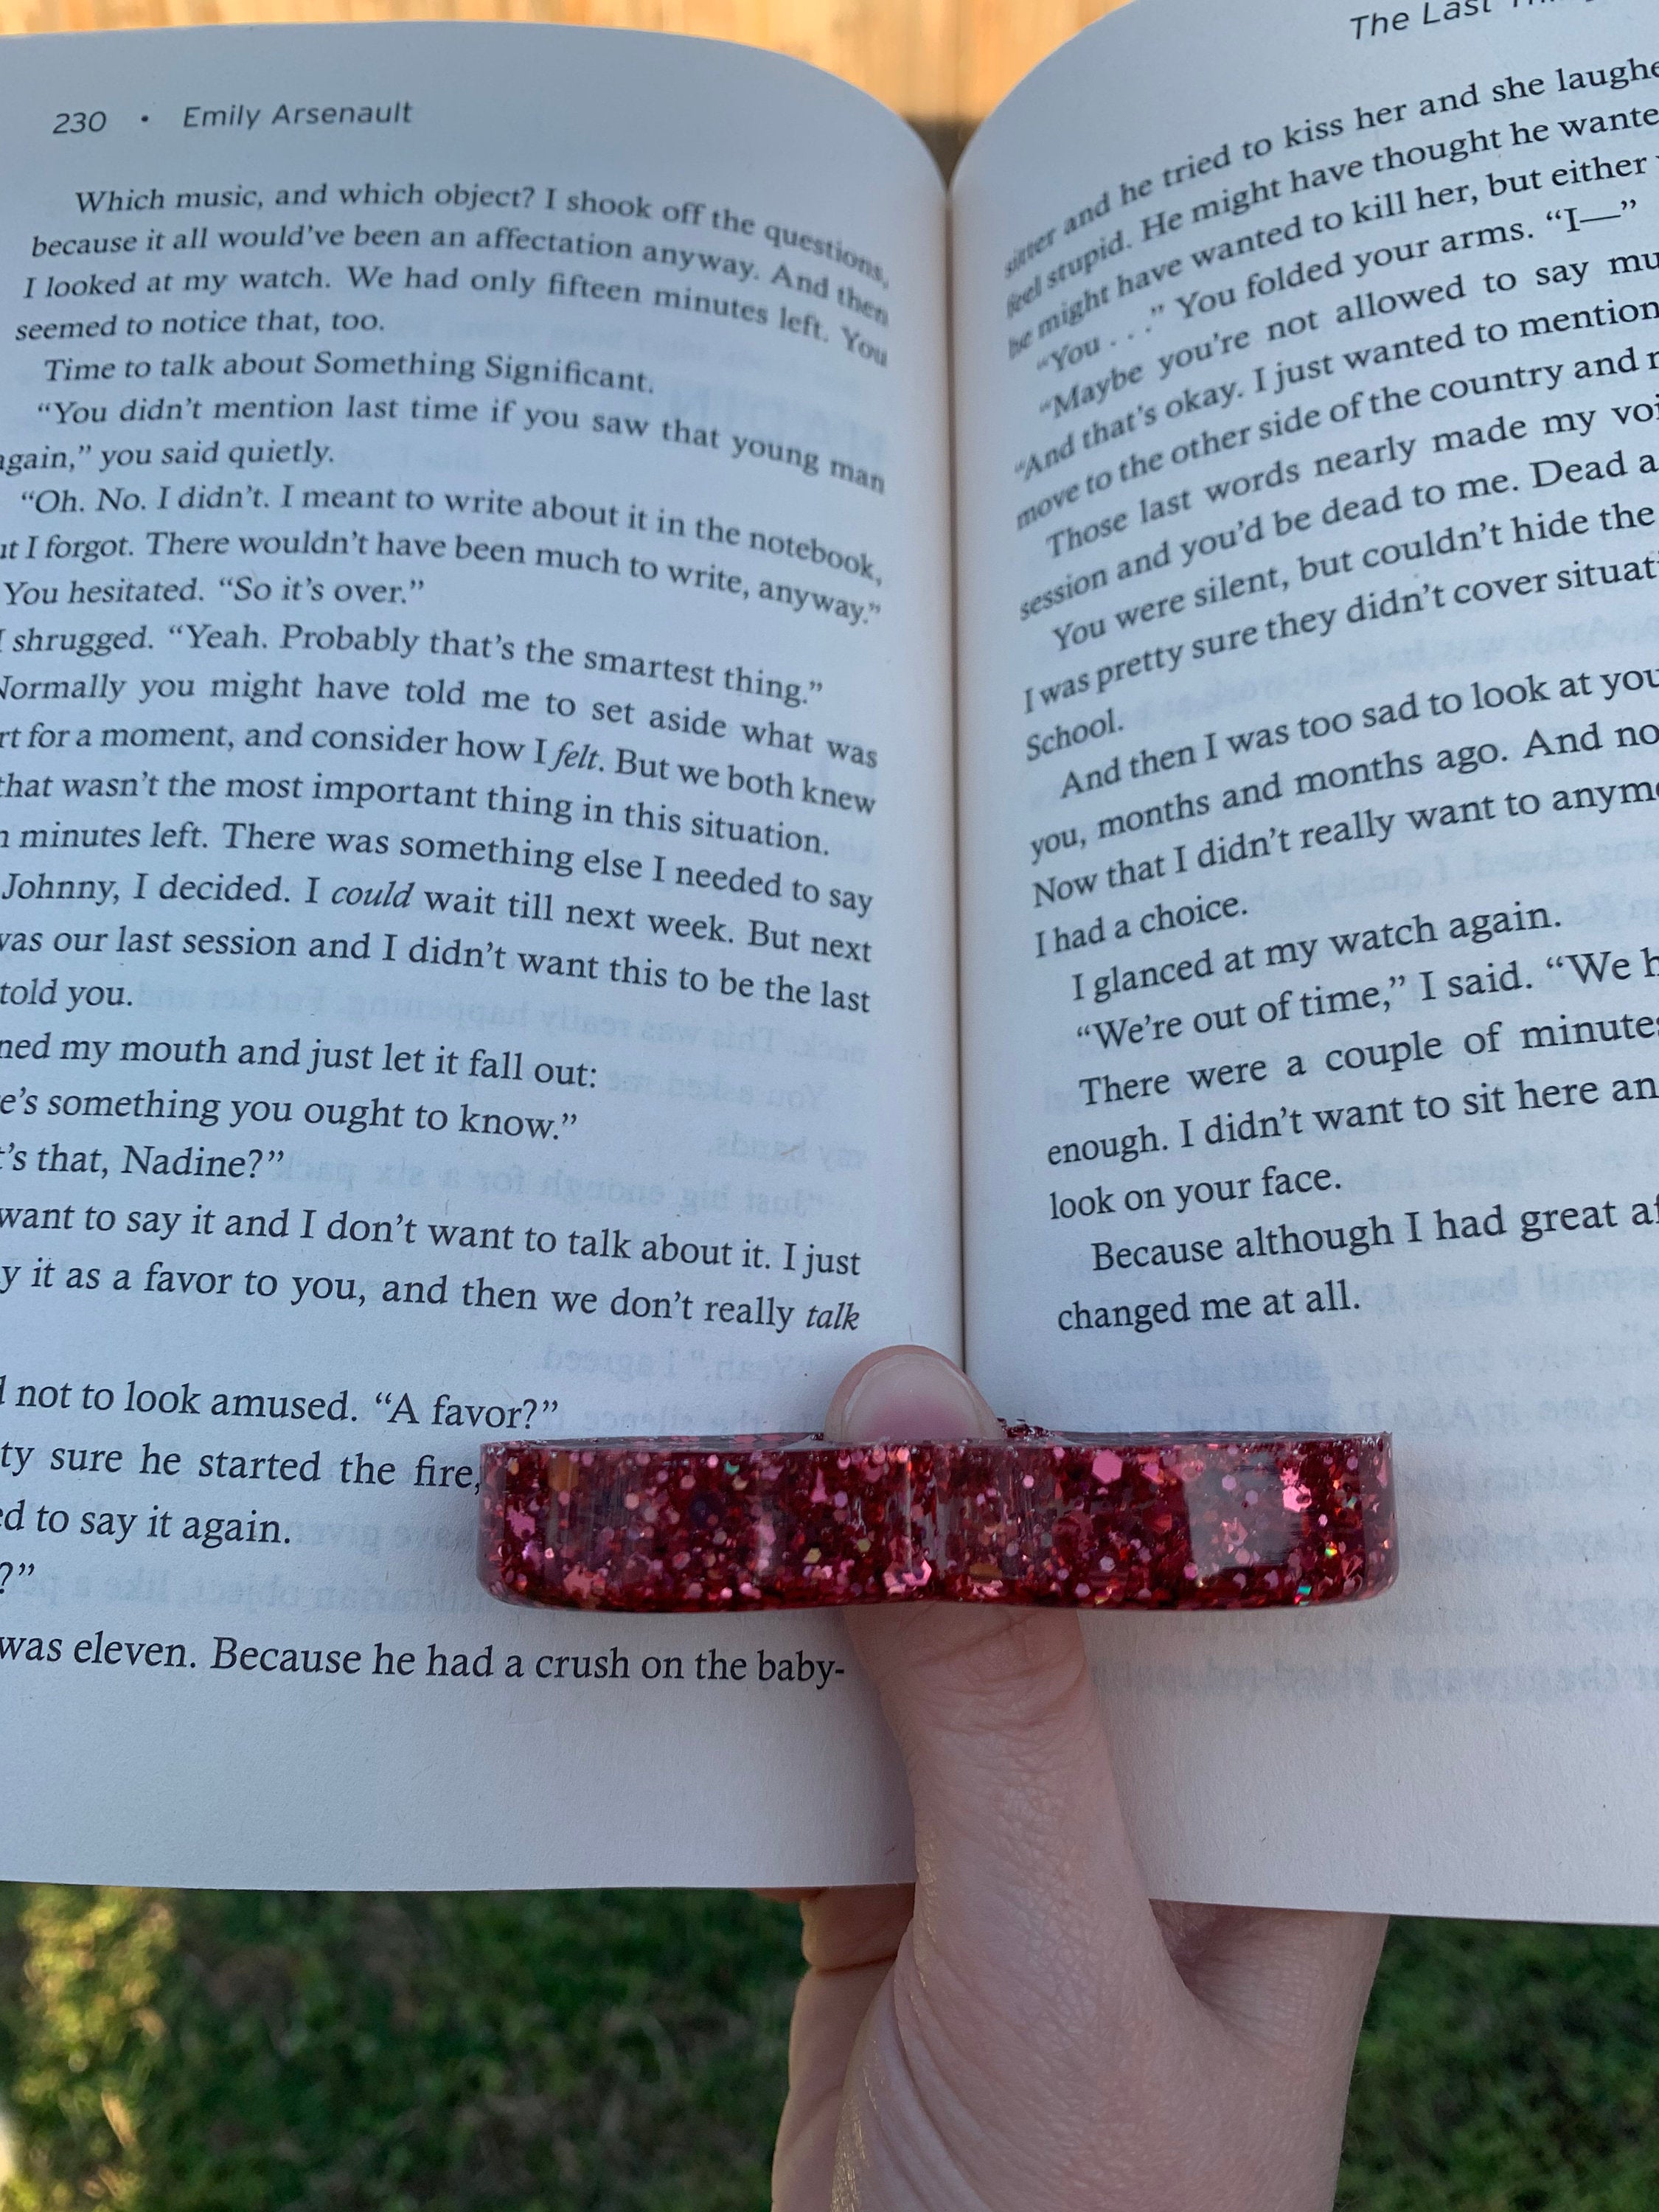 230 • Emily Arsenault
Which music, and which object? I shook off the questions,
because it all would've been an affectation anyway. And then
I looked at my watch. We had only fifteen minutes left. You
seemed to notice that, too.
Time to talk about Something Significant.
“You didn't mention last time if you saw that young man
again,” you said quietly.
“Oh. No. I didn't. I meant to write about it in the notebook,
I forgot. There wouldn't have been much to write, anyway.”
You hesitated. “So it's over.”
I shrugged. “Yeah. Probably that's the smartest thing.”
Normally you might have told me to set aside what was
for a moment, and consider how I felt. But we both knew
that wasn't the most important thing in this situation.
minutes left. There was something else I needed to say
Johnny, I decided. I could wait till next week. But next
was our last session and I didn't want this to be the last
told you.
my mouth and just let it fall out:
something you ought to know.”
that, Nadine?”
want to say it and I don't want to talk about it. I just
it as a favor to you, and then we don't really talk
not to look amused. “A favor?”
sure he started the fire,
to say it again.
?”
was eleven. Because he had a crush on the baby-
The Last
sitter and he tried to kiss her and she
feel stupid. He might have thought he
he might have wanted to kill her, but either
“You . . .” You folded your arms. “I—”
“Maybe you're not allowed to say
“And that's okay. I just wanted to mention
move to the other side of the country and
Those last words nearly made my
session and you'd be dead to me. Dead
You were silent, but couldn't hide the
I was pretty sure they didn't cover
School.
And then I was too sad to look at
you, months and months ago. And
Now that I didn't really want to
I had a choice.
I glanced at my watch again.
“We're out of time,” I said. “We
There were a couple of minutes
enough. I didn't want to sit here
look on your face.
Because although I had great
changed me at all.